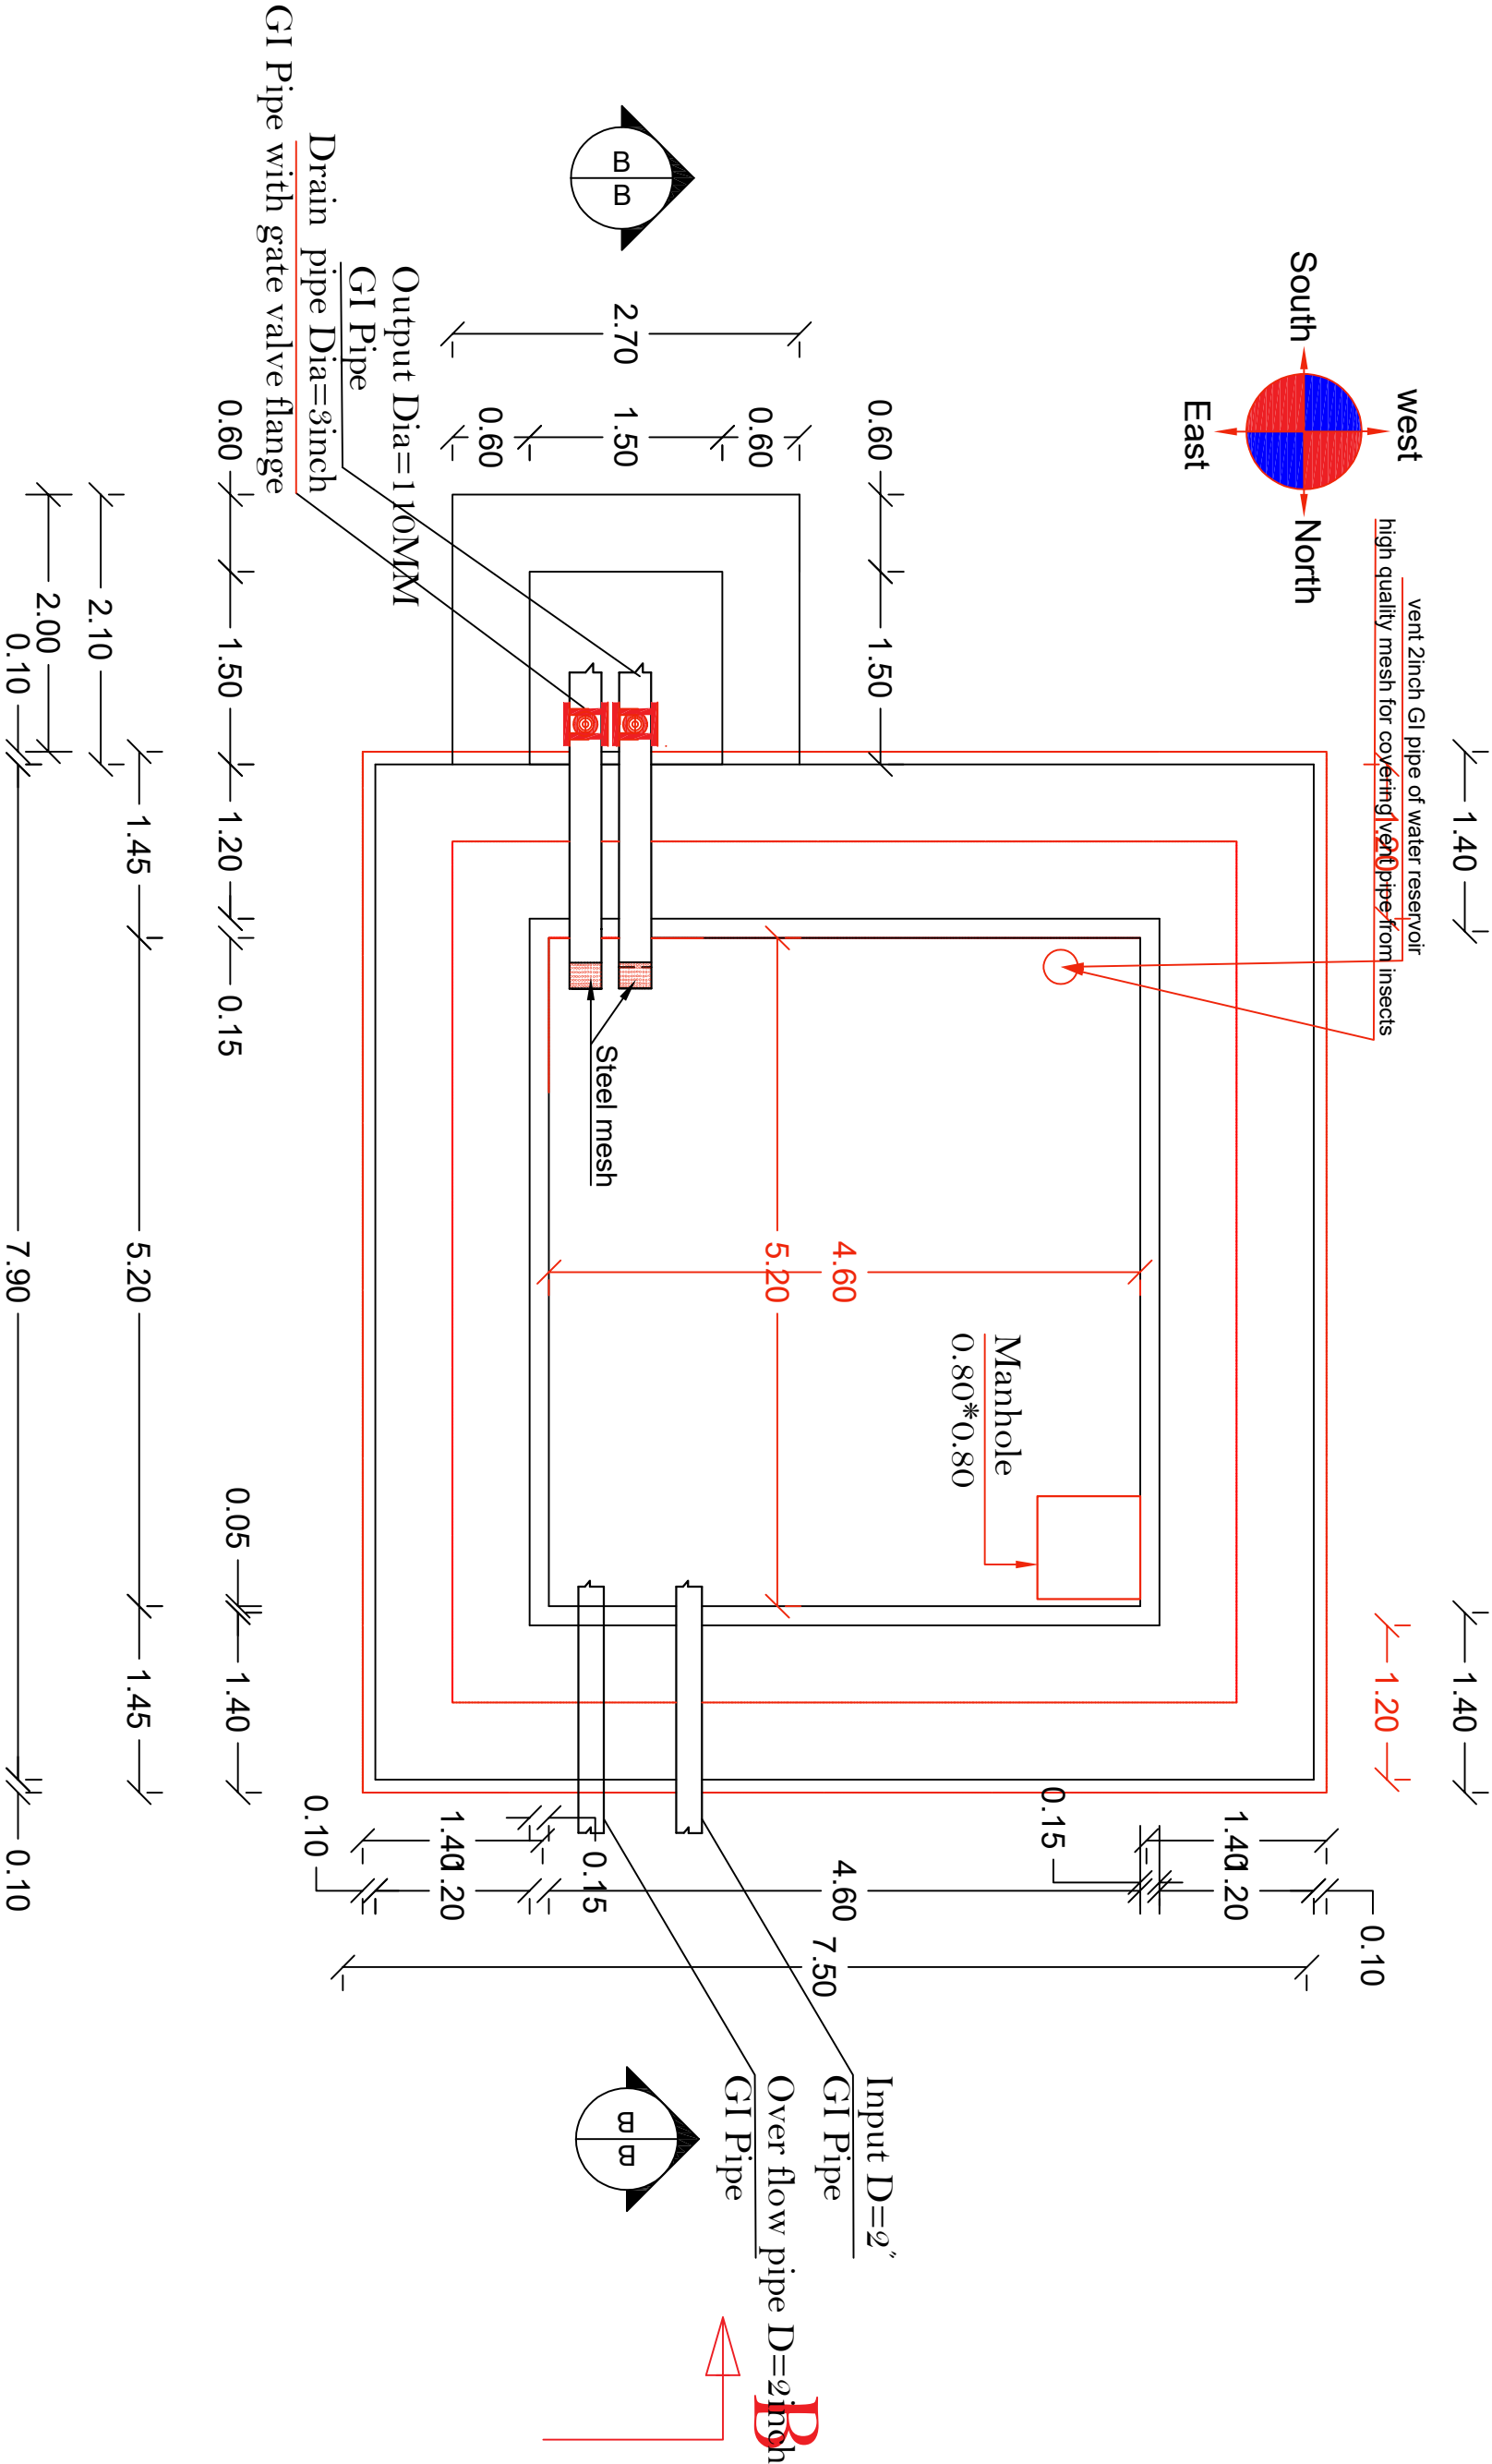 1.40
1.40
west
vent 2inch GI pipe of water reservoir
high quality mesh for covering vent pipe from insects
1.20
1.20
0.10
South
North
East
1.40
1.20
0.15
Manhole
0.80*0.80
0.60
1.50
Input D=2"
GI Pipe
4.60
4.60
7.50
B
Over flow pipe D=2inch
GI Pipe
5.20
0.60
2.70
1.50
B
B
B
B
Steel mesh
0.15
0.60
1.40
1.20
Output Dia=110MM
GI Pipe
Drain pipe Dia=3inch
GI Pipe with gate valve flange
0.10
0.60
1.50
1.20
0.15
0.05
1.40
1.45
5.20
1.45
2.10
2.00
0.10
7.90
0.10